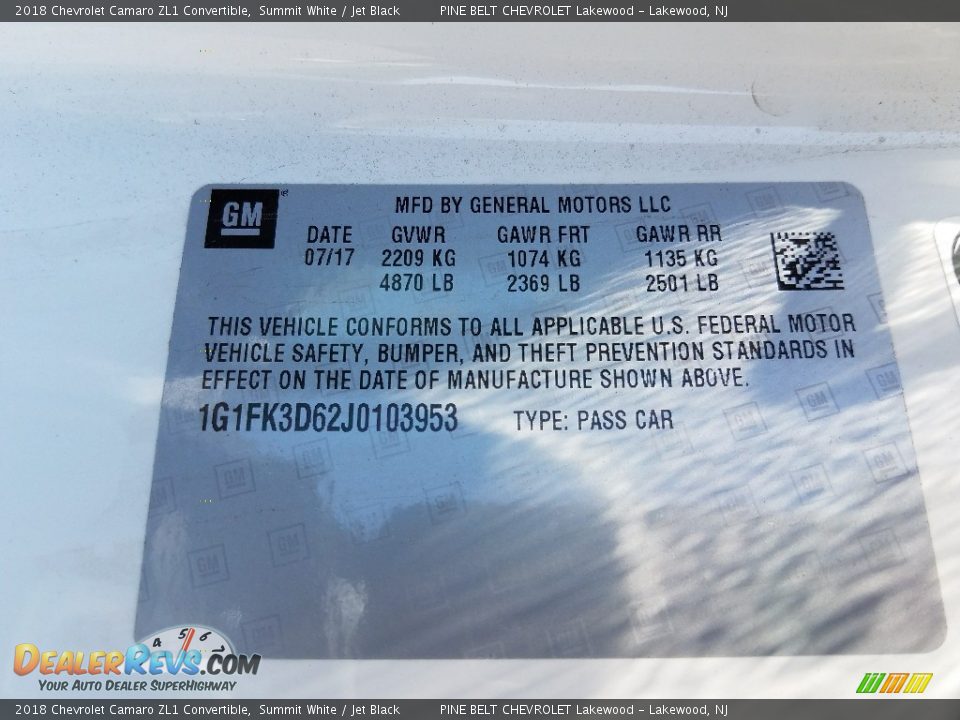 2018 Chevrolet Camaro ZL1 Convertible, Summit White / Jet Black PINE BELT CHEVROLET Lakewood - Lakewood, NJ
GM
MFD BY GENERAL MOTORS LLC
DATE GVWR GAWR FRT GAWR RR
07/17 2209 KG 1074 KG 1135 KG
4870 LB 2369 LB 2501 LB
THIS VEHICLE CONFORMS TO ALL APPLICABLE U.S. FEDERAL MOTOR
VEHICLE SAFETY, BUMPER, AND THEFT PREVENTION STANDARDS IN
EFFECT ON THE DATE OF MANUFACTURE SHOWN ABOVE.
1G1FK3D62J0103953 TYPE: PASS CAR
4 5 6
DEALERREVS.COM
YOUR AUTO DEALER SUPERHIGHWAY
2018 Chevrolet Camaro ZL1 Convertible, Summit White / Jet Black PINE BELT CHEVROLET Lakewood - Lakewood, NJ